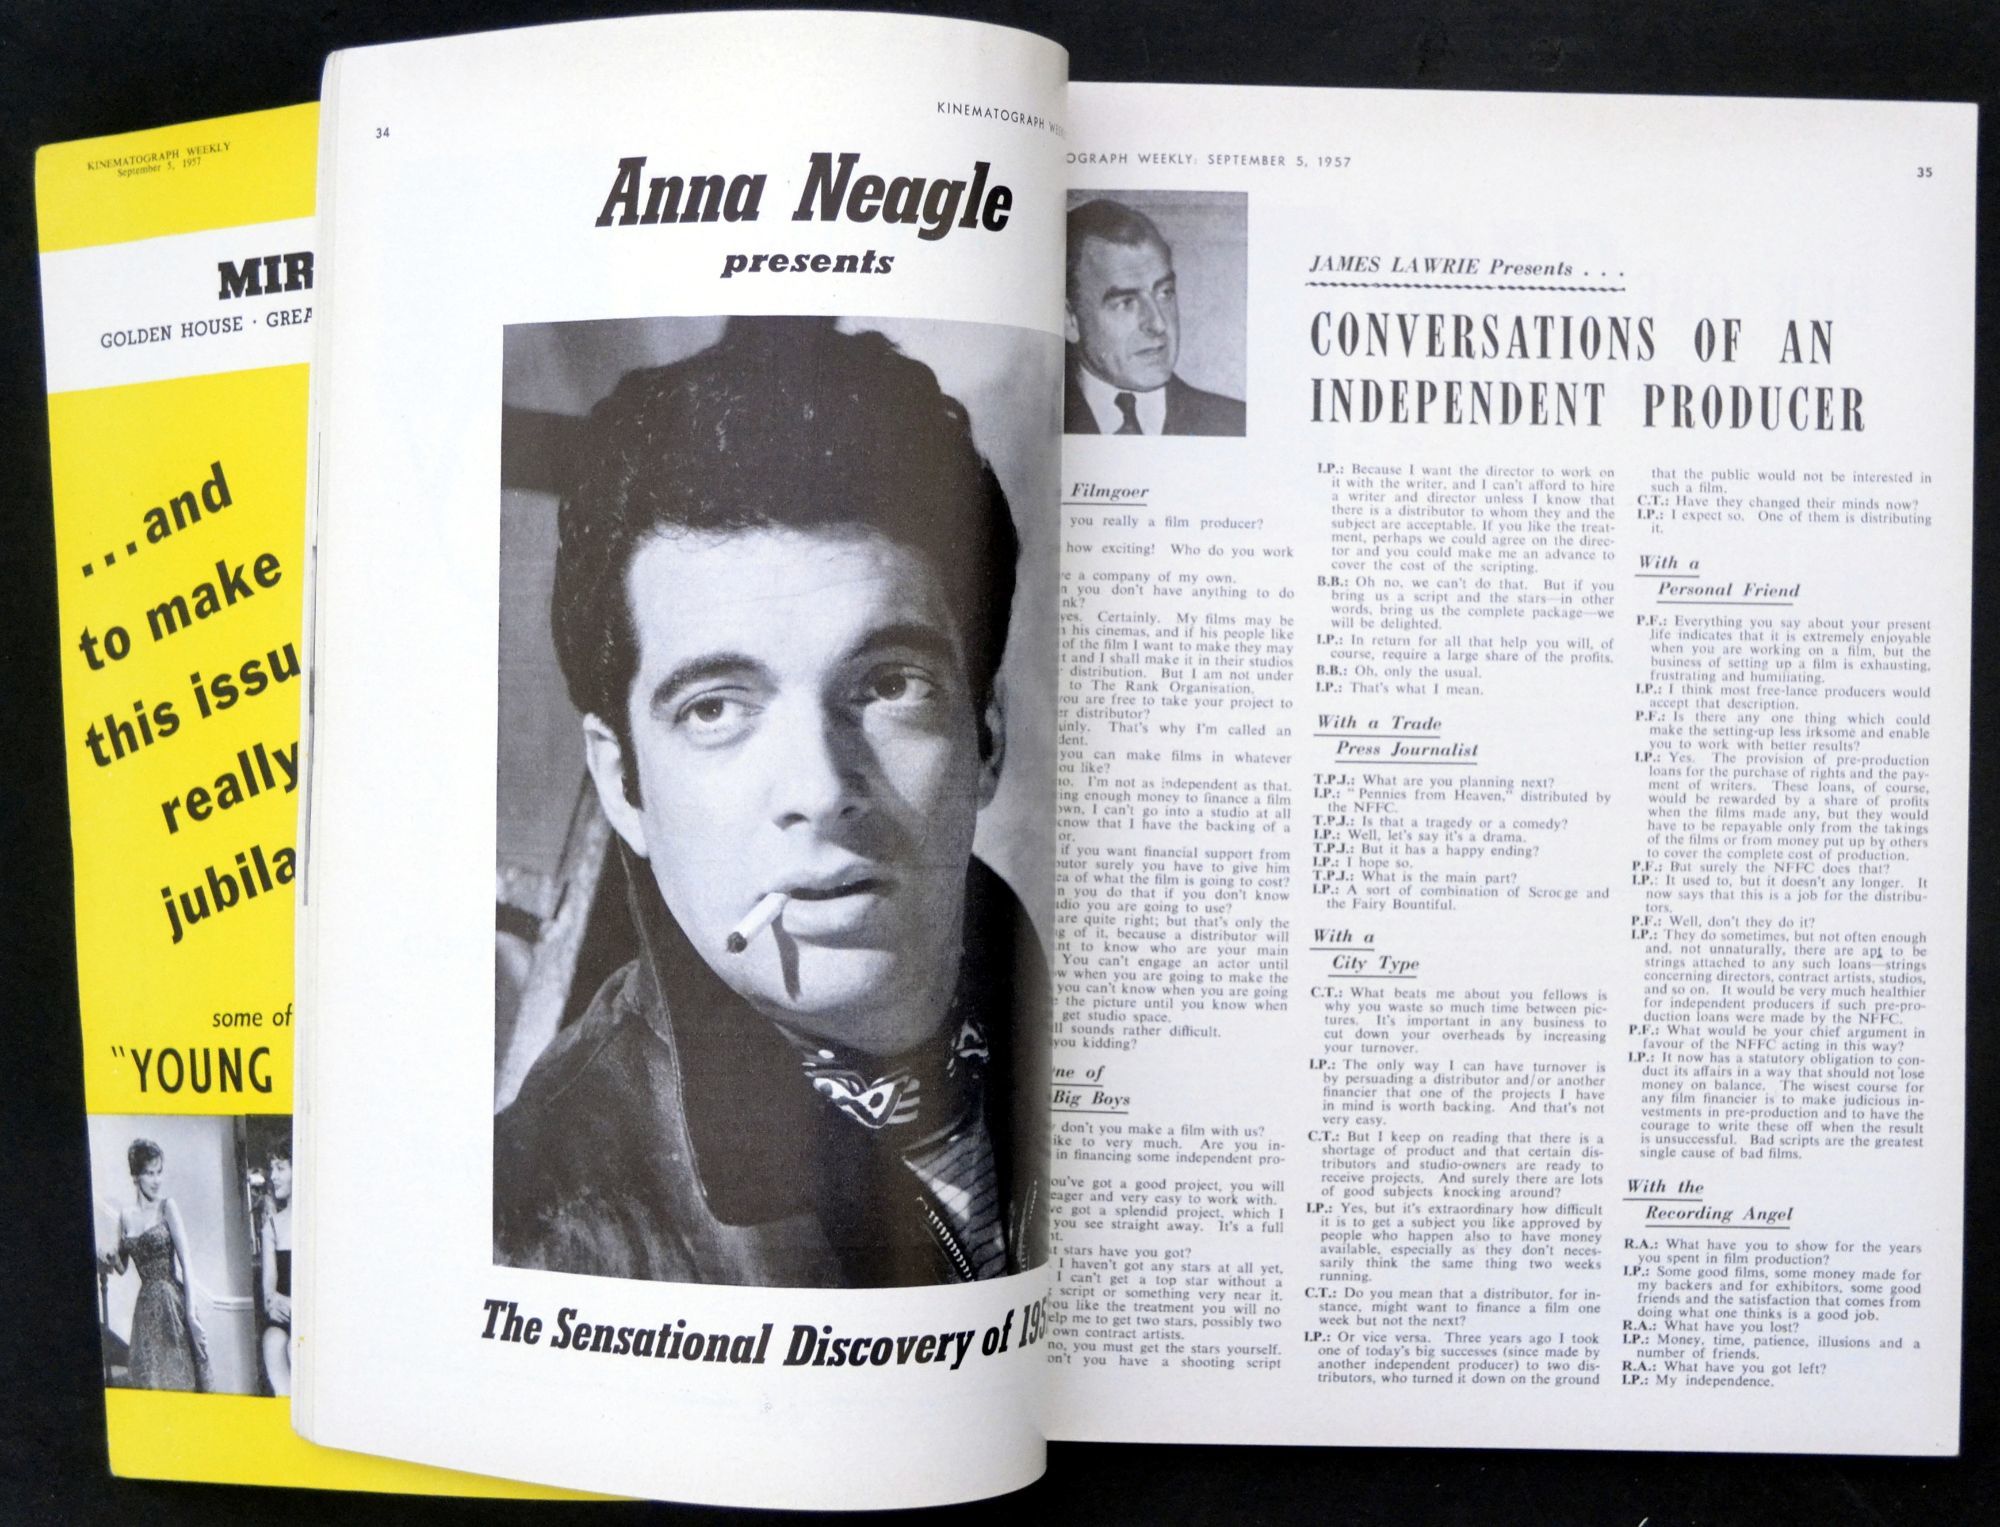 KINEMATOGRAPH WEEKLY
September 5, 1957
MIR
GOLDEN HOUSE · GREA
...and
to make
this issu
really
jubila
some of
"YOUNG
34
KINEMATOGRAPH
Anna Neagle
presents
The Sensational Discovery of 195
OGRAPH WEEKLY: SEPTEMBER 5, 1957
35
JAMES LAWRIE Presents . . .
CONVERSATIONS OF AN
INDEPENDENT PRODUCER
Filmgoer
you really a film producer?
how exciting! Who do you work
a company of my own.
you don't have anything to do
yes. Certainly. My films may be
his cinemas, and if his people like
of the film I want to make they may
and I shall make it in their studios
distribution. But I am not under
to The Rank Organisation.
you are free to take your project to
distributor?
That's why I'm called an
you can make films in whatever
ou like?
no. I'm not as independent as that.
ing enough money to finance a film
own, I can't go into a studio at all
know that I have the backing of a
or.
if you want financial support from
butor surely you have to give him
ea of what the film is going to cost?
n you do that if you don't know
udio you are going to use?
are quite right; but that's only the
g of it, because a distributor will
nt to know who are your main
You can't engage an actor until
w when you are going to make the
you can't know when you are going
the picture until you know when
get studio space.
ll sounds rather difficult.
you kidding?
ne of
Big Boys
don't you make a film with us?
ike to very much. Are you in-
in financing some independent pro-
ou've got a good project, you will
eager and very easy to work with.
ve got a splendid project, which I
you see straight away. It's a full
nt.
t stars have you got?
I haven't got any stars at all yet.
I can't get a top star without a
script or something very near it.
you like the treatment you will no
elp me to get two stars, possibly two
own contract artists.
no, you must get the stars yourself.
on't you have a shooting script
I.P.: Because I want the director to work on
it with the writer, and I can't afford to hire
a writer and director unless I know that
there is a distributor to whom they and the
subject are acceptable. If you like the treat-
ment, perhaps we could agree on the direc-
tor and you could make me an advance to
cover the cost of the scripting.
B.B.: Oh no, we can't do that. But if you
bring us a script and the stars—in other
words, bring us the complete package—we
will be delighted.
I.P.: In return for all that help you will, of
course, require a large share of the profits.
B.B.: Oh, only the usual.
I.P.: That's what I mean.
With a Trade
Press Journalist
T.P.J.: What are you planning next?
I.P.: "Pennies from Heaven," distributed by
the NFFC.
T.P.J.: Is that a tragedy or a comedy?
I.P.: Well, let's say it's a drama.
T.P.J.: But it has a happy ending?
I.P.: I hope so.
T.P.J.: What is the main part?
I.P.: A sort of combination of Scrooge and
the Fairy Bountiful.
With a
City Type
C.T.: What beats me about you fellows is
why you waste so much time between pic-
tures. It's important in any business to
cut down your overheads by increasing
your turnover.
I.P.: The only way I can have turnover is
by persuading a distributor and/or another
financier that one of the projects I have
in mind is worth backing. And that's not
very easy.
C.T.: But I keep on reading that there is a
shortage of product and that certain dis-
tributors and studio-owners are ready to
receive projects. And surely there are lots
of good subjects knocking around?
I.P.: Yes, but it's extraordinary how difficult
it is to get a subject you like approved by
people who happen also to have money
available, especially as they don't neces-
sarily think the same thing two weeks
running.
C.T.: Do you mean that a distributor, for in-
stance, might want to finance a film one
week but not the next?
I.P.: Or vice versa. Three years ago I took
one of today's big successes (since made by
another independent producer) to two dis-
tributors, who turned it down on the ground
that the public would not be interested in
such a film.
C.T.: Have they changed their minds now?
I.P.: I expect so. One of them is distributing
it.
With a
Personal Friend
P.F.: Everything you say about your present
life indicates that it is extremely enjoyable
when you are working on a film, but the
business of setting up a film is exhausting,
frustrating and humiliating.
I.P.: I think most free-lance producers would
accept that description.
P.F.: Is there any one thing which could
make the setting-up less irksome and enable
you to work with better results?
I.P.: Yes. The provision of pre-production
loans for the purchase of rights and the pay-
ment of writers. These loans, of course,
would be rewarded by a share of profits
when the films made any, but they would
have to be repayable only from the takings
of the films or from money put up by others
to cover the complete cost of production.
P.F.: But surely the NFFC does that?
I.P.: It used to, but it doesn't any longer. It
now says that this is a job for the distribu-
tors.
P.F.: Well, don't they do it?
I.P.: They do sometimes, but not often enough
and, not unnaturally, there are apt to be
strings attached to any such loans—strings
concerning directors, contract artists, studios,
and so on. It would be very much healthier
for independent producers if such pre-pro-
duction loans were made by the NFFC.
P.F.: What would be your chief argument in
favour of the NFFC acting in this way?
I.P.: It now has a statutory obligation to con-
duct its affairs in a way that should not lose
money on balance. The wisest course for
any film financier is to make judicious in-
vestments in pre-production and to have the
courage to write these off when the result
is unsuccessful. Bad scripts are the greatest
single cause of bad films.
With the
Recording Angel
R.A.: What have you to show for the years
you spent in film production?
I.P.: Some good films, some money made for
my backers and for exhibitors, some good
friends and the satisfaction that comes from
doing what one thinks is a good job.
R.A.: What have you lost?
I.P.: Money, time, patience, illusions and a
number of friends.
R.A.: What have you got left?
I.P.: My independence.